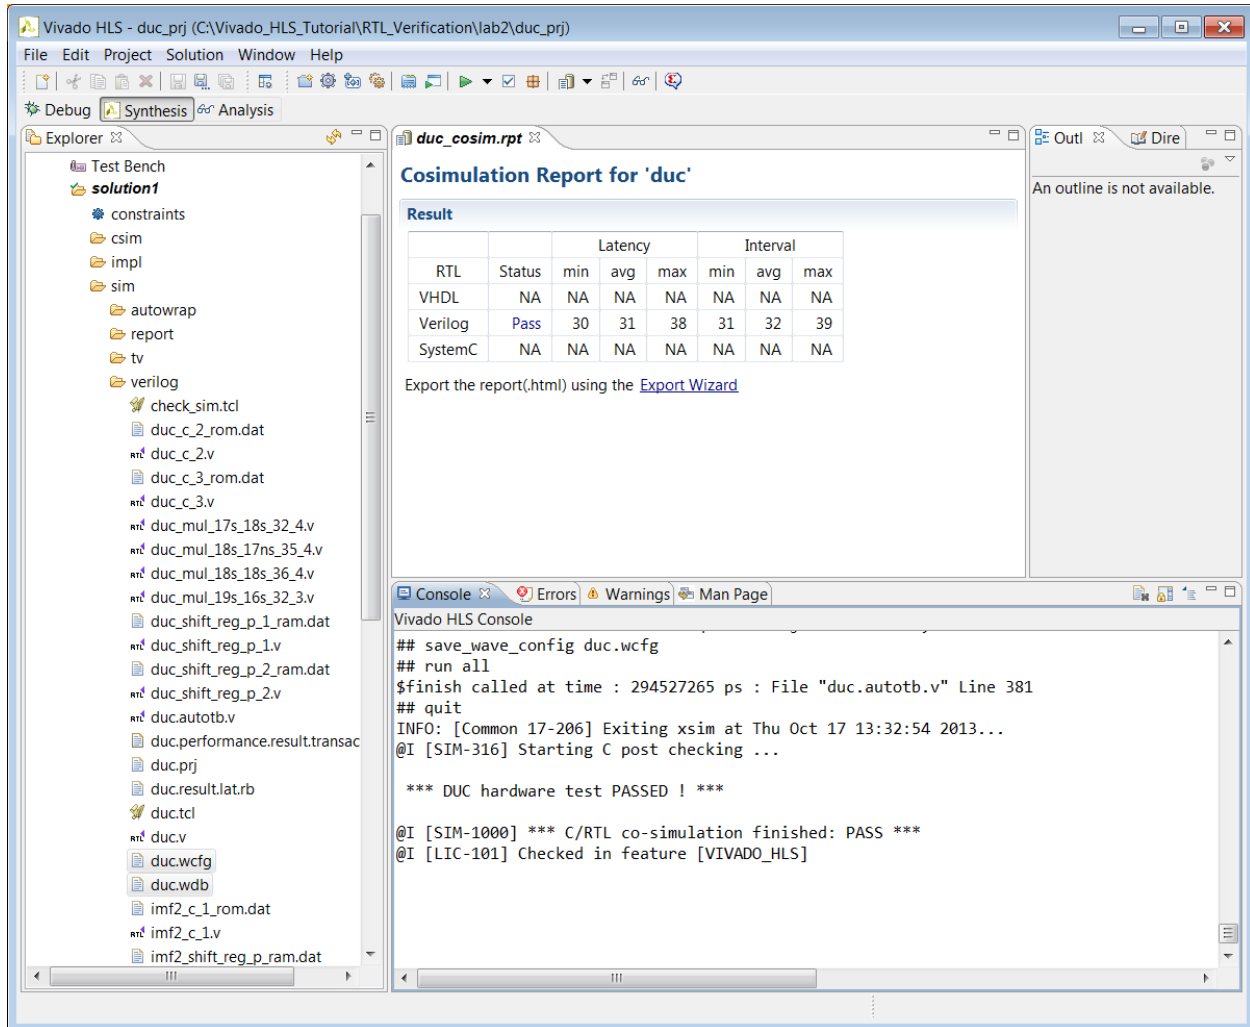 Vivado HLS - duc_prj (C:\Vivado_HLS_Tutorial\RTL_Verification\lab2\duc_prj)
File Edit Project Solution Window Help
Debug Synthesis Analysis
Explorer
Test Bench
solution1
constraints
csim
impl
sim
autowrap
report
tv
verilog
check_sim.tcl
duc_c_2_rom.dat
duc_c_2.v
duc_c_3_rom.dat
duc_c_3.v
duc_mul_17s_18s_32_4.v
duc_mul_18s_17ns_35_4.v
duc_mul_18s_18s_36_4.v
duc_mul_19s_16s_32_3.v
duc_shift_reg_p_1_ram.dat
duc_shift_reg_p_1.v
duc_shift_reg_p_2_ram.dat
duc_shift_reg_p_2.v
duc.autotb.v
duc.performance.result.transac
duc.prj
duc.result.lat.rb
duc.tcl
duc.v
duc.wcfg
duc.wdb
imf2_c_1_rom.dat
imf2_c_1.v
imf2_shift_reg_p_ram.dat
duc_cosim.rpt
Cosimulation Report for 'duc'
Result
Latency Interval
RTL Status min avg max min avg max
VHDL NA NA NA NA NA NA NA
Verilog Pass 30 31 38 31 32 39
SystemC NA NA NA NA NA NA NA
Export the report(.html) using the Export Wizard
Outl Dire
An outline is not available.
Console Errors Warnings Man Page
Vivado HLS Console
## save_wave_config duc.wcfg
## run all
$finish called at time : 294527265 ps : File "duc.autotb.v" Line 381
## quit
INFO: [Common 17-206] Exiting xsim at Thu Oct 17 13:32:54 2013...
@I [SIM-316] Starting C post checking ...
*** DUC hardware test PASSED ! ***
@I [SIM-1000] *** C/RTL co-simulation finished: PASS ***
@I [LIC-101] Checked in feature [VIVADO_HLS]